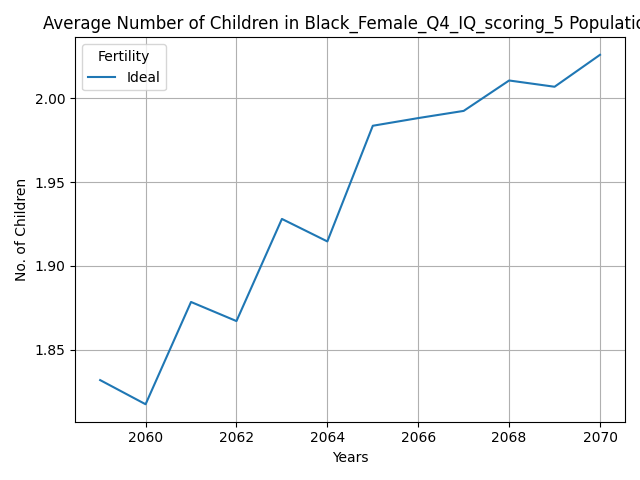 Average Number of Children in Black_Female_Q4_IQ_scoring_5 Populatio
Fertility
Ideal
2.00
1.95
1.90
1.85
No. of Children
2060 2062 2064 2066 2068 2070
Years